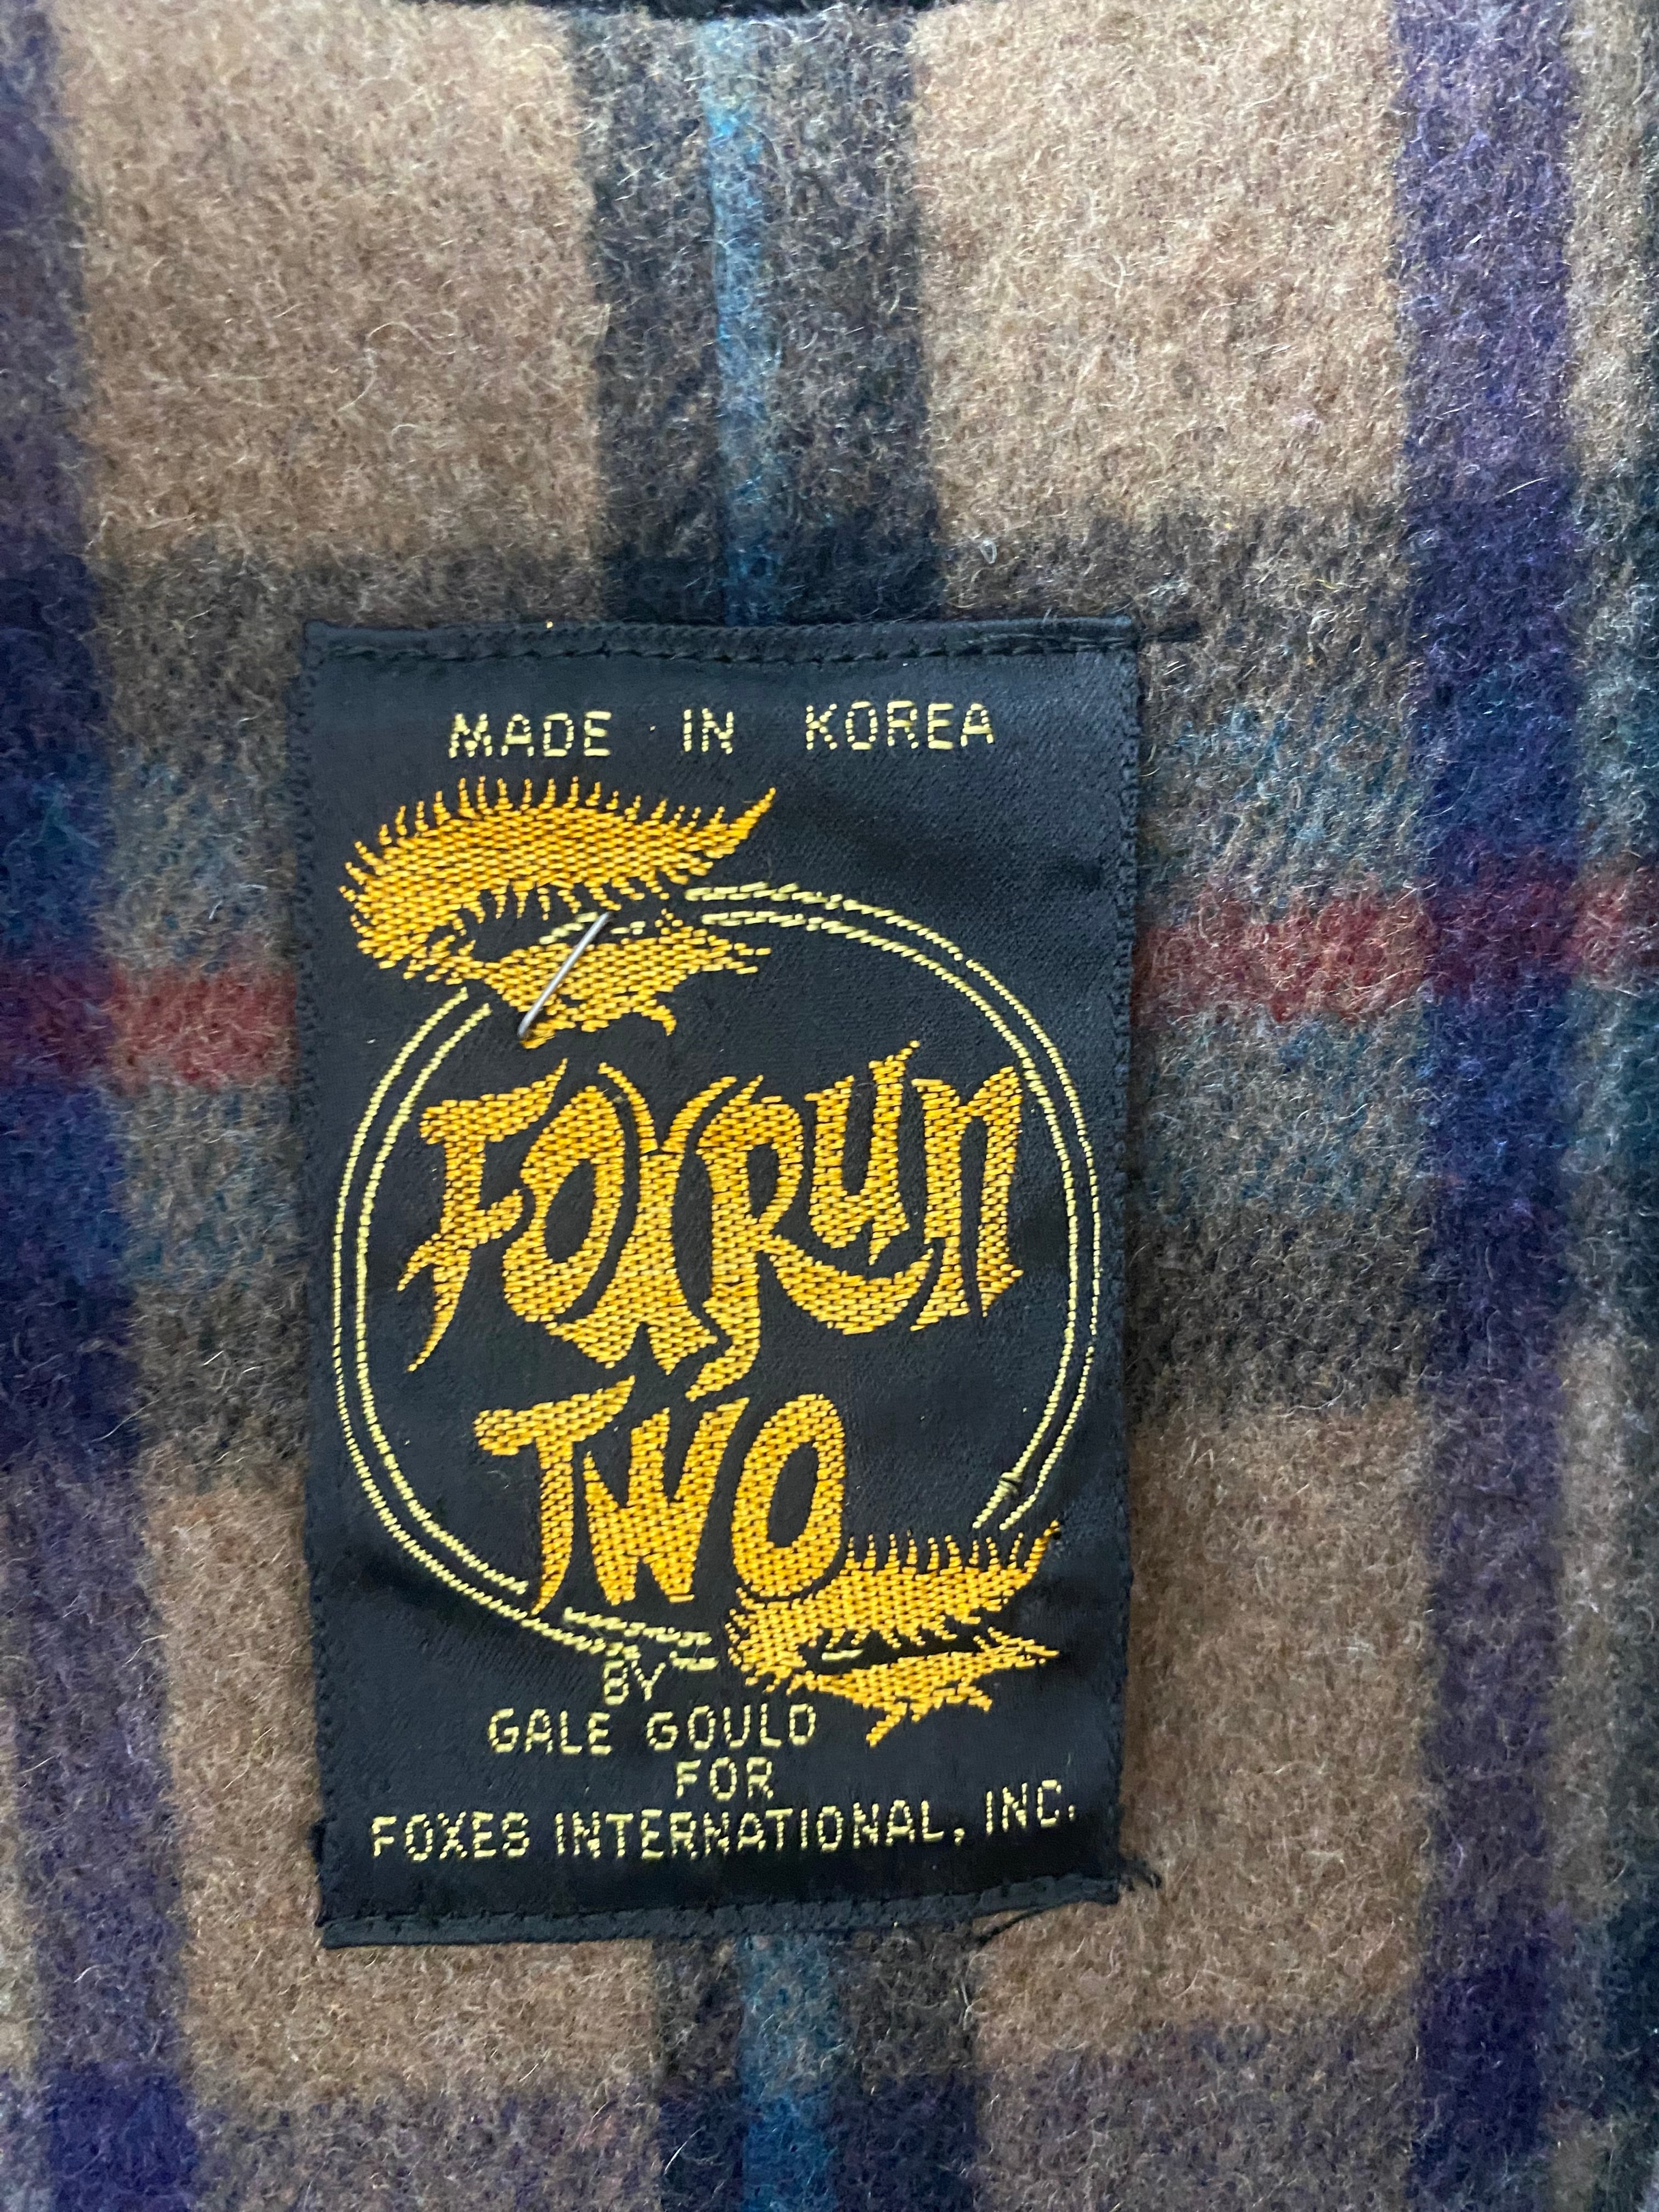 MADE IN KOREA
FOXRUN
TWO
BY
GALE GOULD
FOR
FOXES INTERNATIONAL, INC.